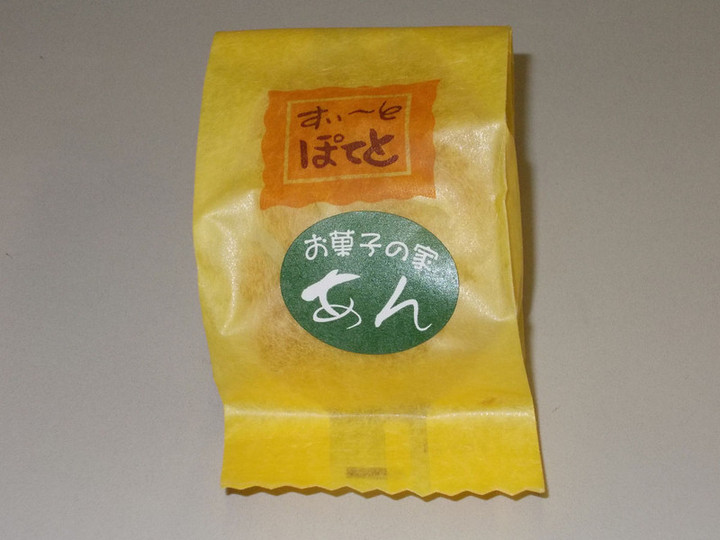 すい〜と
ぽてと
お菓子の家
あん